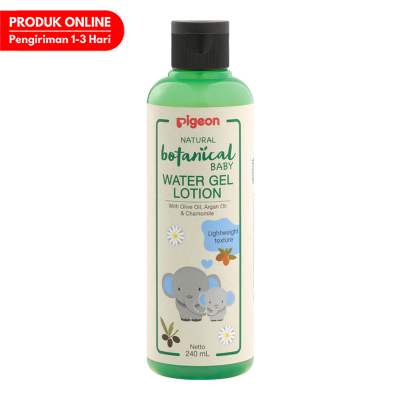 PRODUK ONLINE
Pengiriman 1-3 Hari
pigeon
NATURAL
botanical
BABY
WATER GEL
LOTION
With Olive Oil, Argan Oil
& Chamomile
Lightweight
texture
Netto
240 mL